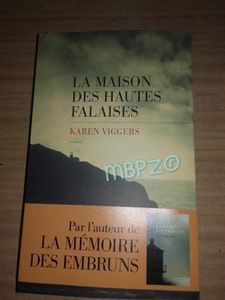 LA MAISON
DES HAUTES
FALAISES
KAREN VIGGERS
roman
MBPZ®
Par l'auteur de
LA MÉMOIRE
DES EMBRUNS